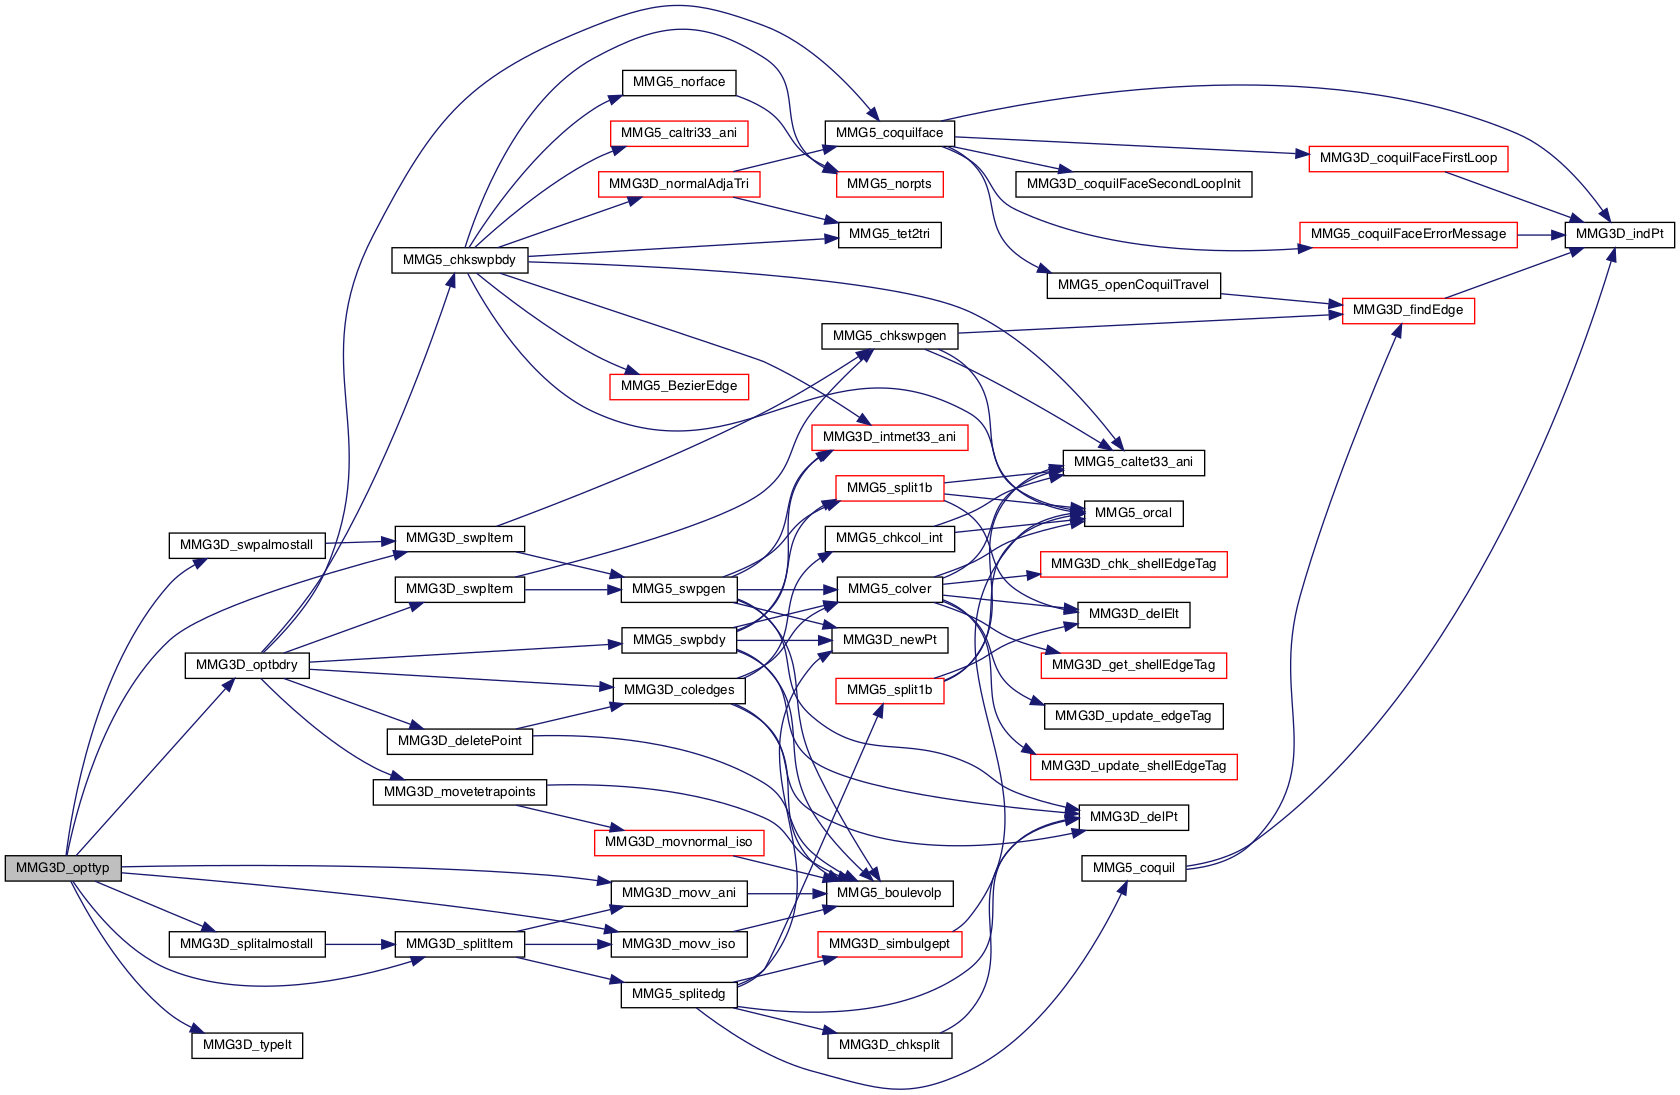 MMG5_norface
MMG5_caltri33_ani
MMG5_coquilface
MMG3D_coquilFaceFirstLoop
MMG3D_normalAdjaTri
MMG5_norpts
MMG3D_coquilFaceSecondLoopInit
MMG5_tet2tri
MMG5_coquilFaceErrorMessage
MMG3D_indPt
MMG5_chkswpbdy
MMG5_openCoquilTravel
MMG3D_findEdge
MMG5_chkswpgen
MMG5_BezierEdge
MMG3D_intmet33_ani
MMG5_caltet33_ani
MMG5_split1b
MMG5_orcal
MMG3D_swpalmostall
MMG3D_swpItem
MMG5_chkcol_int
MMG3D_chk_shellEdgeTag
MMG3D_swpItem
MMG5_swpgen
MMG5_colver
MMG3D_delElt
MMG5_swpbdy
MMG3D_newPt
MMG3D_optbdry
MMG3D_get_shellEdgeTag
MMG3D_coledges
MMG5_split1b
MMG3D_update_edgeTag
MMG3D_deletePoint
MMG3D_update_shellEdgeTag
MMG3D_movetetrapoints
MMG3D_delPt
MMG3D_movnormal_iso
MMG3D_opttyp
MMG5_coquil
MMG3D_movv_ani
MMG5_boulevolp
MMG3D_splitalmostall
MMG3D_splitItem
MMG3D_movv_iso
MMG3D_simbulgept
MMG5_splitedg
MMG3D_typelt
MMG3D_chksplit